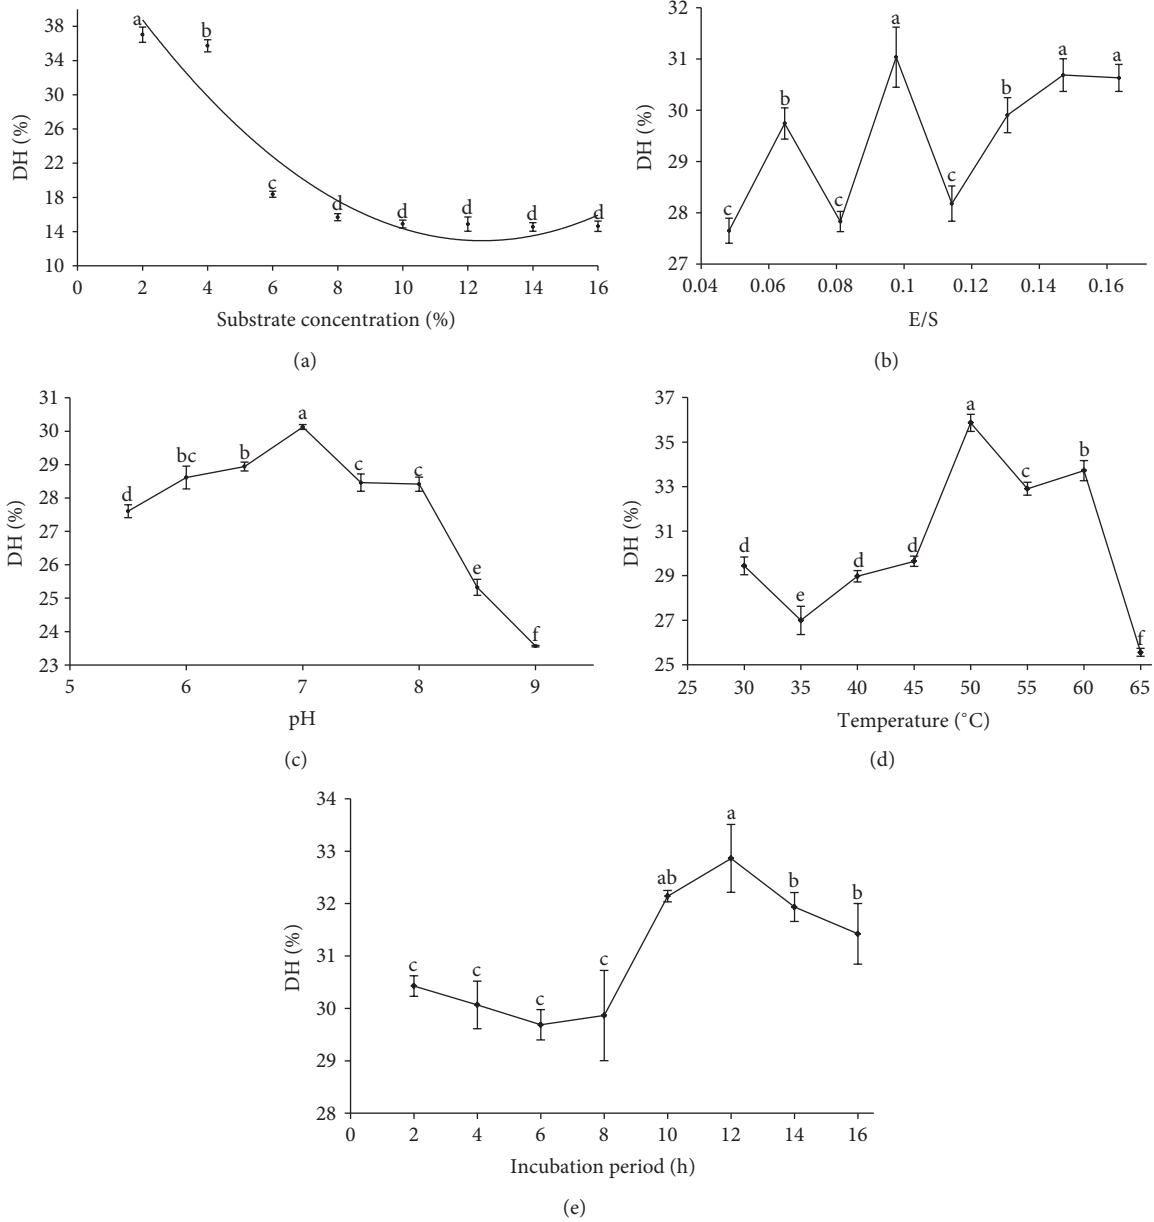 38
34
38
26
22
18
14
10
DH (%)
a
b
c
d
d
d
d
d
0
2
4
6
8
10
12
14
16
Substrate concentration (%)
(a)
32
31
30
29
28
27
DH (%)
c
b
c
a
c
b
a
a
0.04
0.06
0.08
0.1
0.12
0.14
0.16
E/S
(b)
31
30
29
28
27
26
25
24
23
DH (%)
d
bc
b
a
c
c
e
f
5
6
7
8
9
pH
(c)
37
35
33
31
29
27
25
DH (%)
d
e
d
d
a
c
b
f
25
30
35
40
45
50
55
60
65
Temperature (°C)
(d)
34
33
32
31
30
29
28
DH (%)
c
c
c
c
ab
a
b
b
0
2
4
6
8
10
12
14
16
Incubation period (h)
(e)